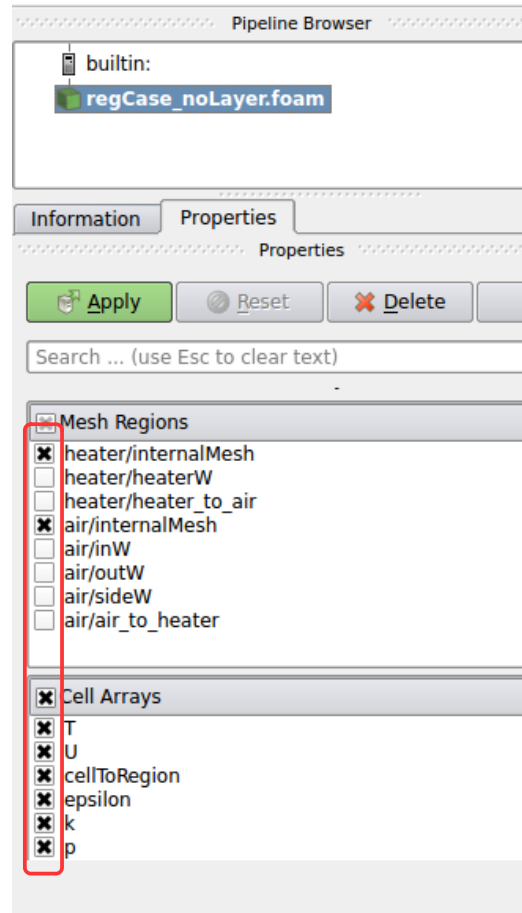 Pipeline Browser
builtin:
regCase_noLayer.foam
Information Properties
Properties
Apply Reset Delete
Search ... (use Esc to clear text)
-
Mesh Regions
heater/internalMesh
heater/heaterW
heater/heater_to_air
air/internalMesh
air/inW
air/outW
air/sideW
air/air_to_heater
Cell Arrays
T
U
cellToRegion
epsilon
k
p